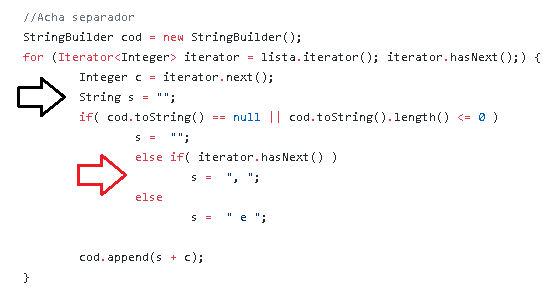 //Acha separador
StringBuilder cod = new StringBuilder();
for (Iterator<Integer> iterator = lista.iterator(); iterator.hasNext();) {
        Integer c = iterator.next();
        String s = "";
        if( cod.toString() == null || cod.toString().length() <= 0 )
                s =  "";
                else if( iterator.hasNext() )
                        s =  ", ";
                else
                        s =  " e ";
        cod.append(s + c);
}